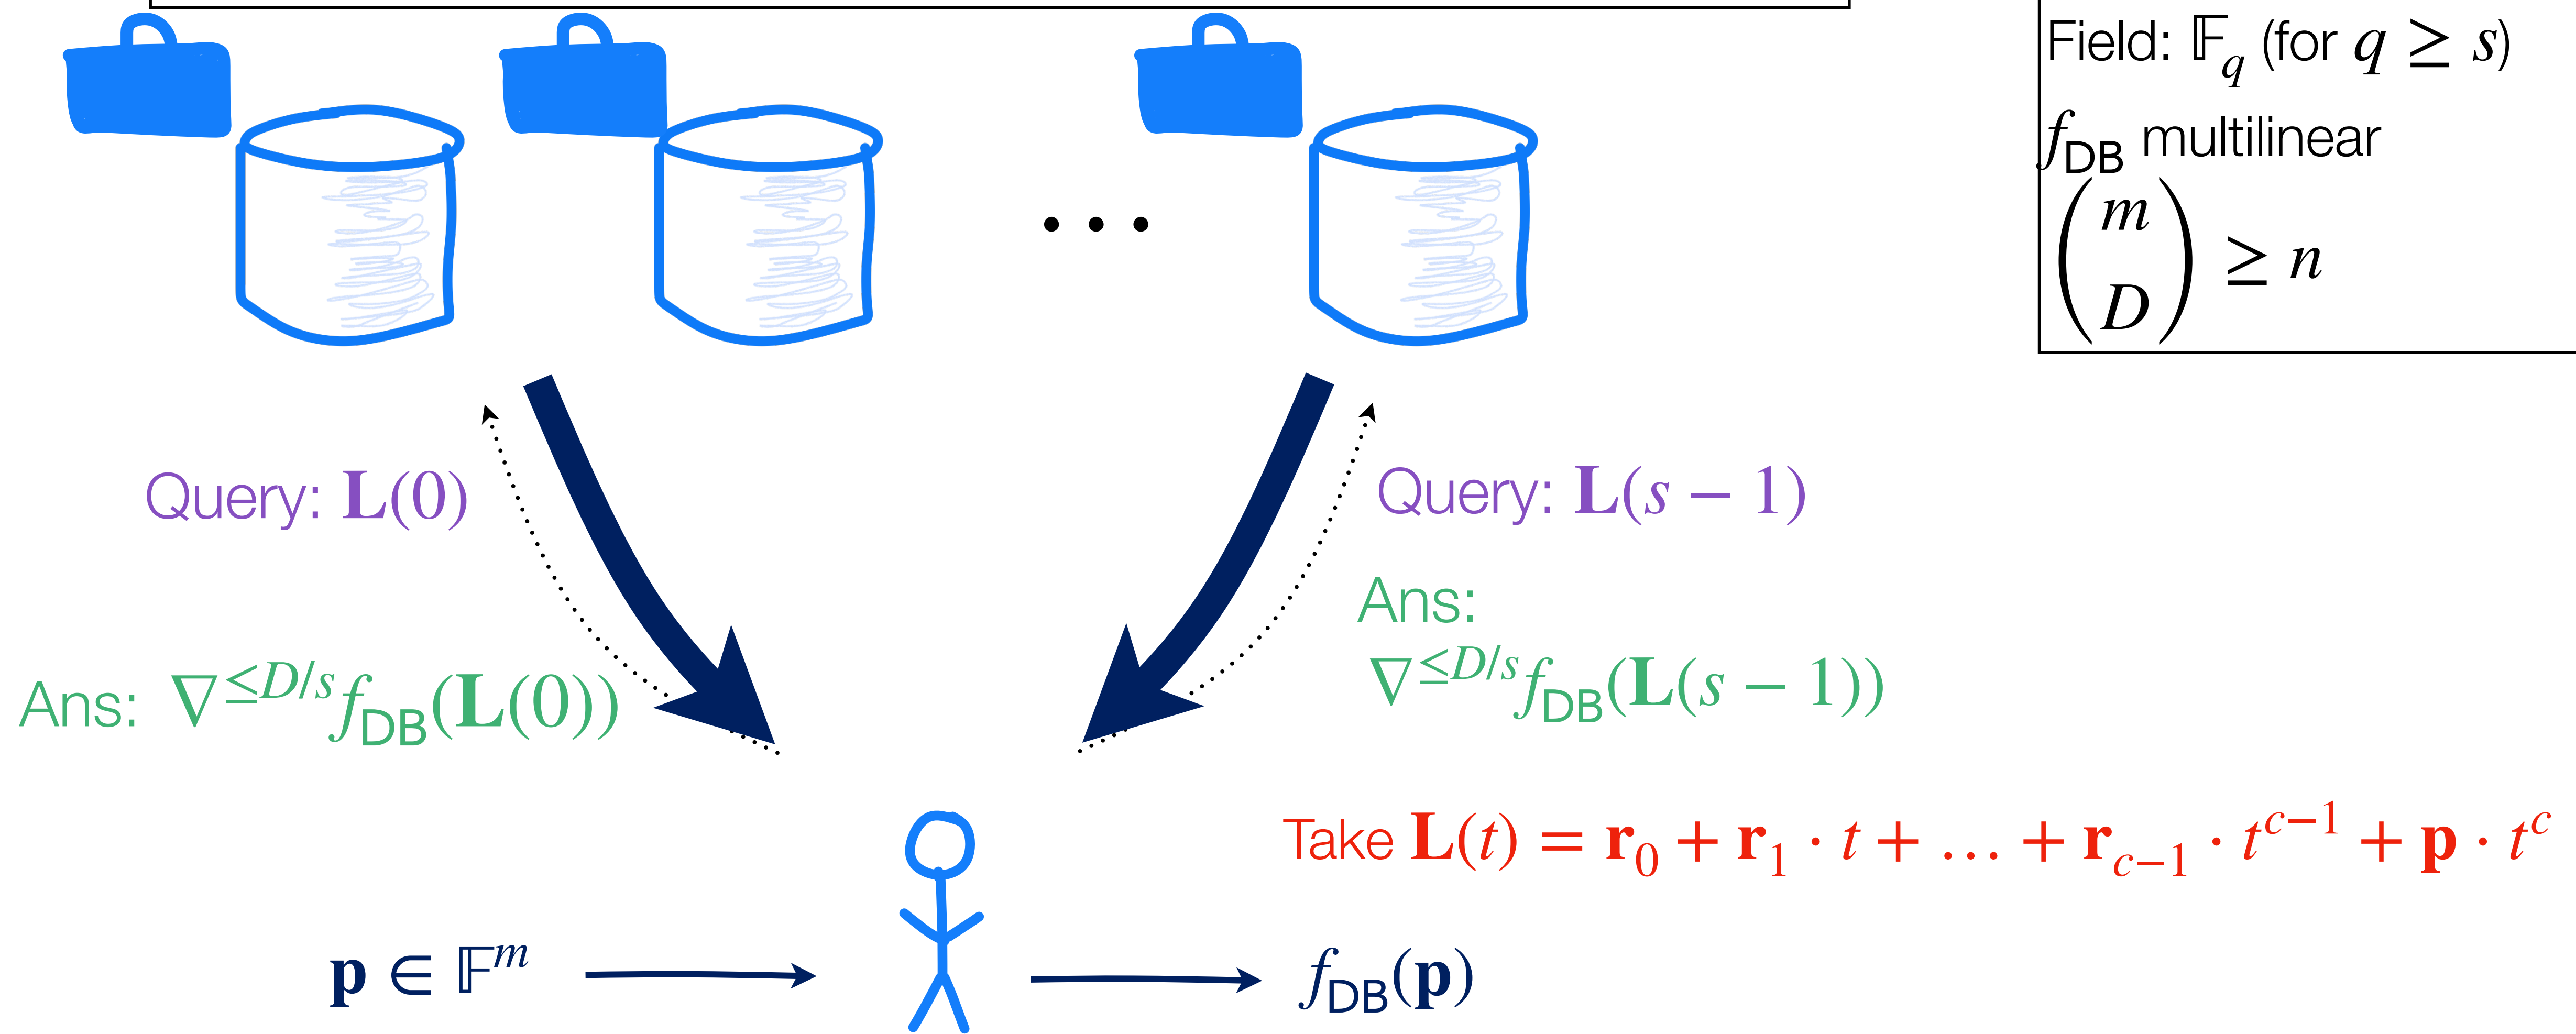 Field: 𝔽_q (for q ≥ s)
f_DB multilinear
(m D) ≥ n
. . .
Query: L(0)
Query: L(s − 1)
Ans: ∇^{≤D/s} f_DB(L(0))
Ans:
∇^{≤D/s} f_DB(L(s − 1))
Take L(t) = r_0 + r_1 · t + … + r_{c−1} · t^{c−1} + p · t^c
p ∈ 𝔽^m
f_DB(p)